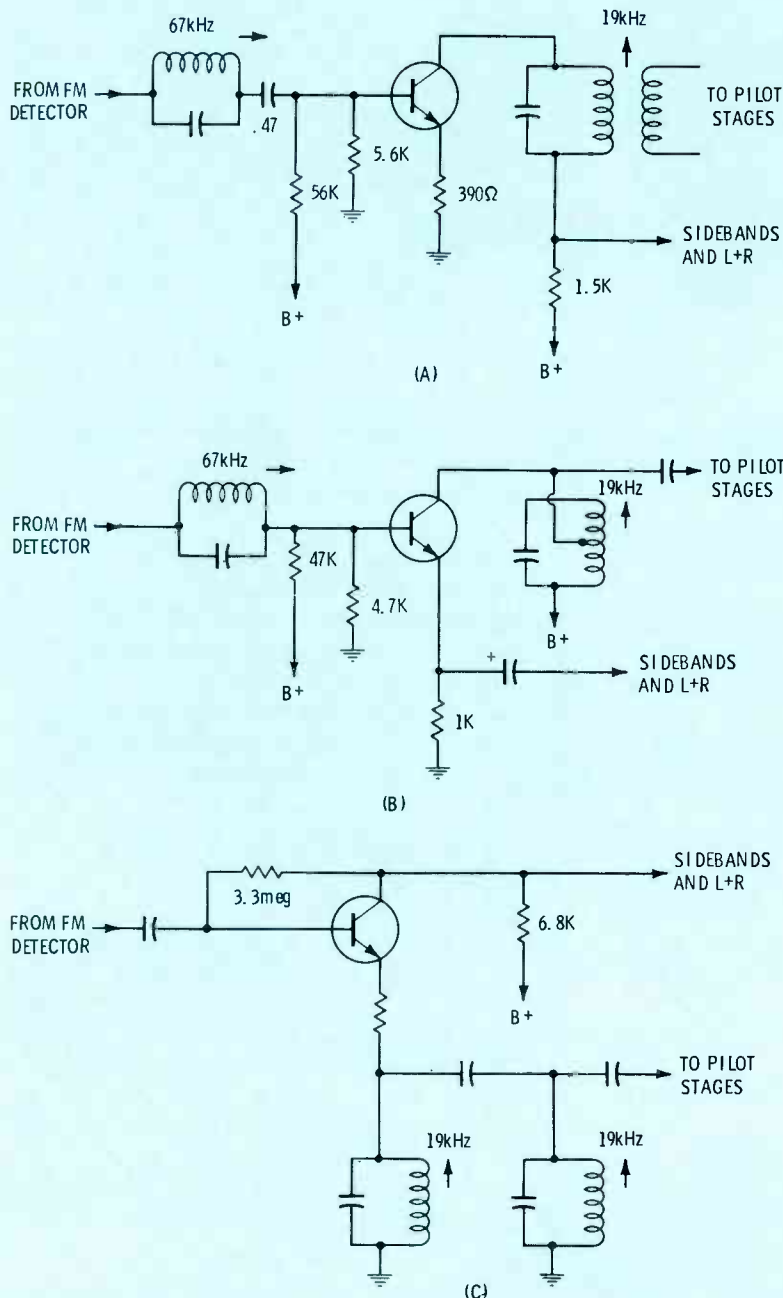 67kHz
19kHz
FROM FM
DETECTOR
.47
5.6K
56K
390Ω
TO PILOT
STAGES
SIDEBANDS
AND L+R
1.5K
B+
B+
(A)
67kHz
TO PILOT
STAGES
19kHz
FROM FM
DETECTOR
47K
4.7K
B+
B+
+
SIDEBANDS
AND L+R
1K
(B)
SIDEBANDS
AND L+R
3.3meg
FROM FM
DETECTOR
6.8K
B+
TO PILOT
STAGES
19kHz
19kHz
(C)